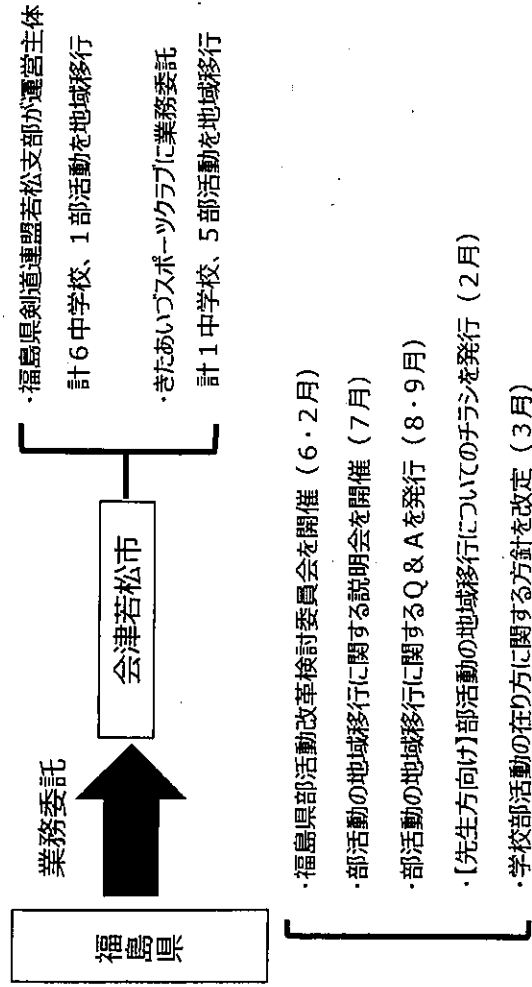 福島県
業務委託
会津若松市
・福島県剣道連盟若松支部が運営主体
計6中学校、1部活動を地域移行
・きたあいづスポーツクラブに業務委託
計1中学校、5部活動を地域移行
・福島県部活動改革検討委員会を開催（6・2月）
・部活動の地域移行に関する説明会を開催（7月）
・部活動の地域移行に関するQ&Aを発行（8・9月）
・【先生方向け】部活動の地域移行についてのチラシを発行（2月）
・学校部活動の在り方に関する方針を改定（3月）